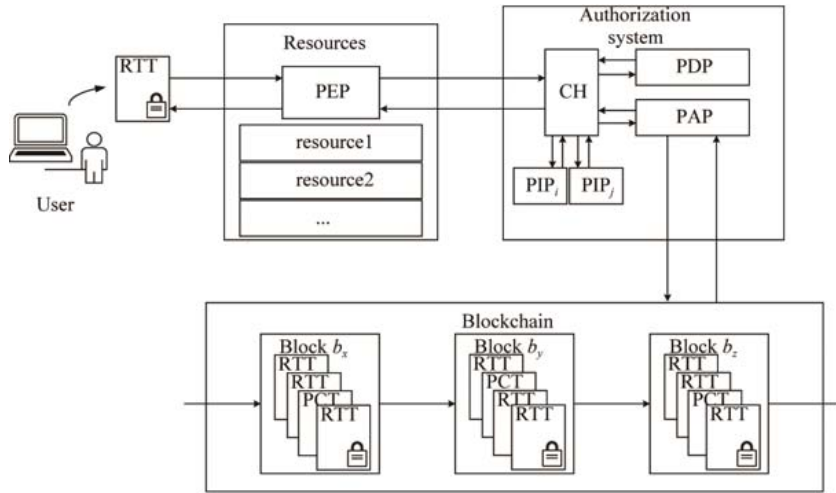 Authorization
system
Resources
RTT
PEP
CH
PDP
PAP
resource1
resource2
...
PIPi
PIPj
User
Blockchain
Block bx
RTT
RTT
PCT
RTT
Block by
RTT
PCT
RTT
RTT
Block bz
RTT
RTT
PCT
RTT